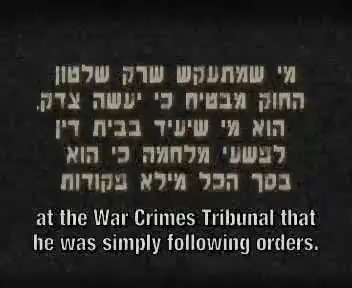 מי שמתעקש שרק שלטון
החוק מבטיח כי יעשה צדק,
הוא מי שיעיד בבית דין
לפשעי מלחמה כי הוא
בסך הכל מילא פקודות
at the War Crimes Tribunal that
he was simply following orders.